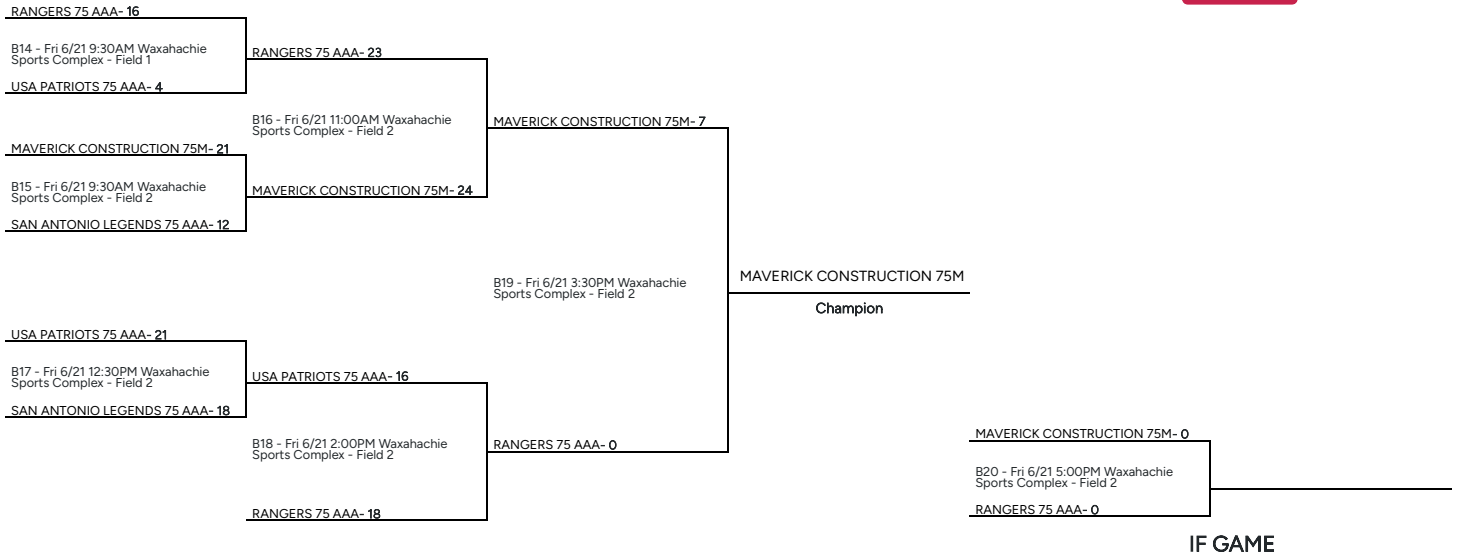 RANGERS 75 AAA- 16
B14 - Fri 6/21 9:30AM Waxahachie
Sports Complex - Field 1
USA PATRIOTS 75 AAA- 4
RANGERS 75 AAA- 23
B16 - Fri 6/21 11:00AM Waxahachie
Sports Complex - Field 2
MAVERICK CONSTRUCTION 75M- 21
B15 - Fri 6/21 9:30AM Waxahachie
Sports Complex - Field 2
SAN ANTONIO LEGENDS 75 AAA- 12
MAVERICK CONSTRUCTION 75M- 24
MAVERICK CONSTRUCTION 75M- 7
B19 - Fri 6/21 3:30PM Waxahachie
Sports Complex - Field 2
MAVERICK CONSTRUCTION 75M
Champion
USA PATRIOTS 75 AAA- 21
B17 - Fri 6/21 12:30PM Waxahachie
Sports Complex - Field 2
SAN ANTONIO LEGENDS 75 AAA- 18
USA PATRIOTS 75 AAA- 16
B18 - Fri 6/21 2:00PM Waxahachie
Sports Complex - Field 2
RANGERS 75 AAA- 18
RANGERS 75 AAA- 0
MAVERICK CONSTRUCTION 75M- 0
B20 - Fri 6/21 5:00PM Waxahachie
Sports Complex - Field 2
RANGERS 75 AAA- 0
IF GAME